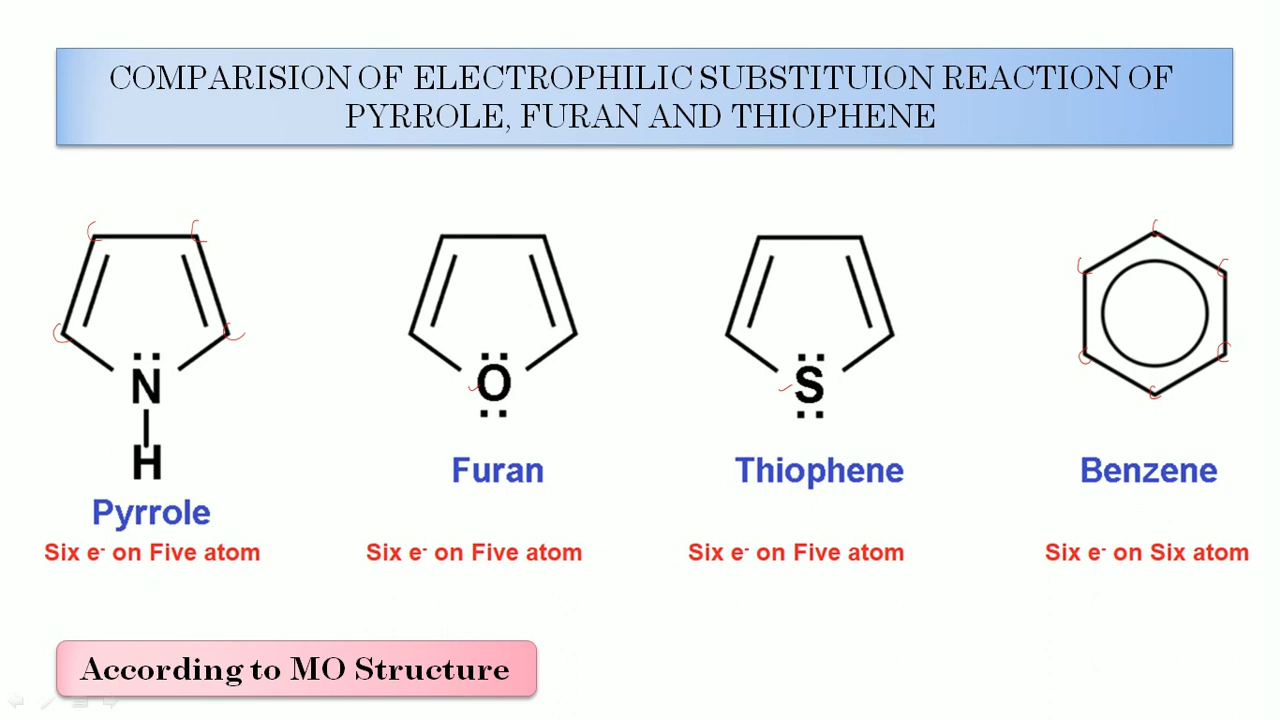 COMPARISION OF ELECTROPHILIC SUBSTITUION REACTION OF
PYRROLE, FURAN AND THIOPHENE
N
H
Pyrrole
Six e- on Five atom
O
Furan
Six e- on Five atom
S
Thiophene
Six e- on Five atom
Benzene
Six e- on Six atom
According to MO Structure